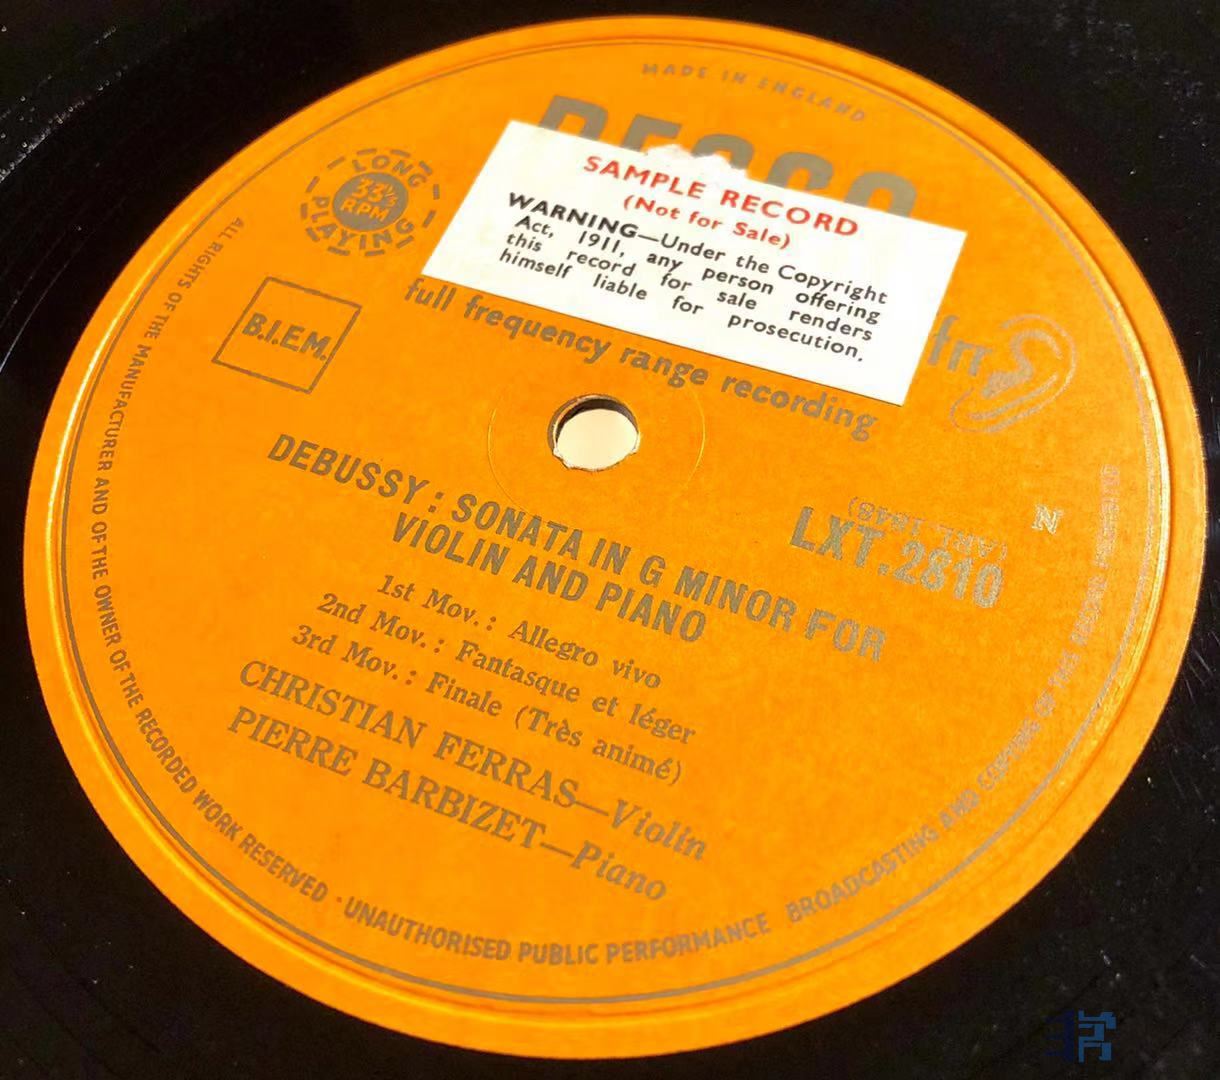 MADE IN ENGLAND
DECCA
LONG
33⅓
RPM
PLAYING
SAMPLE RECORD
(Not for Sale)
WARNING—Under the Copyright
Act, 1911, any person offering
this record for sale renders
himself liable for prosecution.
B.I.E.M.
full frequency range recording
ffrr
DEBUSSY: SONATA IN G MINOR FOR
VIOLIN AND PIANO
LXT.2810
(ARL 1848)
N
1st Mov.: Allegro vivo
2nd Mov.: Fantasque et léger
3rd Mov.: Finale (Très animé)
CHRISTIAN FERRAS—Violin
PIERRE BARBIZET—Piano
ALL RIGHTS OF THE MANUFACTURER AND OF THE OWNER OF THE RECORDED WORK RESERVED · UNAUTHORISED PUBLIC PERFORMANCE BROADCASTING AND COPYING OF THIS RECORD PROHIBITED